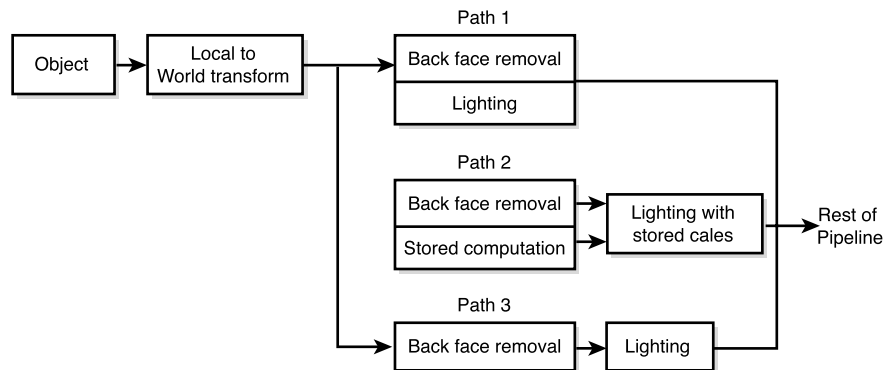 Path 1
Object
Local to
World transform
Back face removal
Lighting
Path 2
Back face removal
Stored computation
Lighting with
stored cales
Rest of
Pipeline
Path 3
Back face removal
Lighting